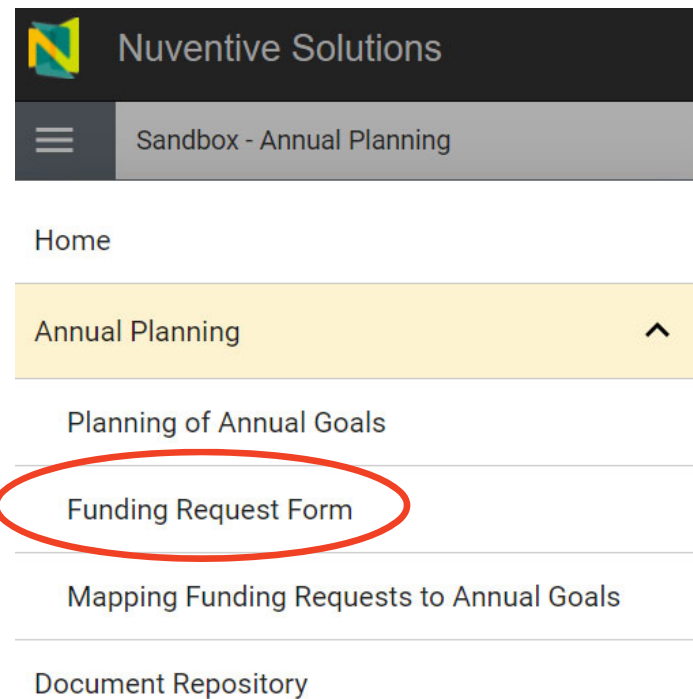 Nuventive Solutions
Sandbox - Annual Planning
Home
Annual Planning
Planning of Annual Goals
Funding Request Form
Mapping Funding Requests to Annual Goals
Document Repository